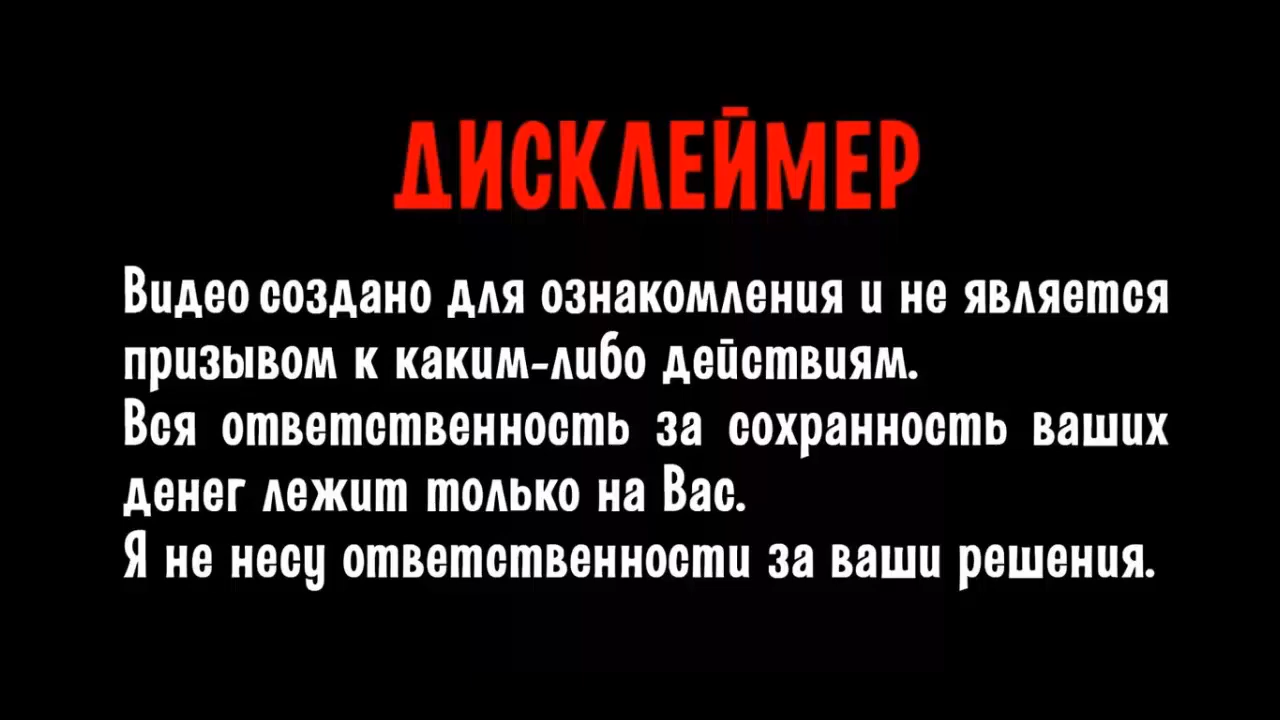 ДИСКЛЕЙМЕР
Видео создано для ознакомления и не является
призывом к каким-либо действиям.
Вся ответственность за сохранность ваших
денег лежит только на Вас.
Я не несу ответственности за ваши решения.